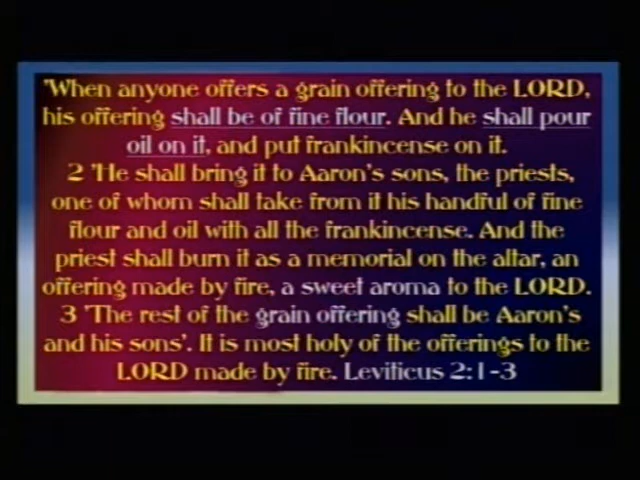 'When anyone offers a grain offering to the LORD,
his offering shall be of fine flour. And he shall pour
oil on it, and put frankincense on it.
2 'He shall bring it to Aaron's sons, the priests,
one of whom shall take from it his handful of fine
flour and oil with all the frankincense. And the
priest shall burn it as a memorial on the altar, an
offering made by fire, a sweet aroma to the LORD.
3 'The rest of the grain offering shall be Aaron's
and his sons'. It is most holy of the offerings to the
LORD made by fire. Leviticus 2:1-3